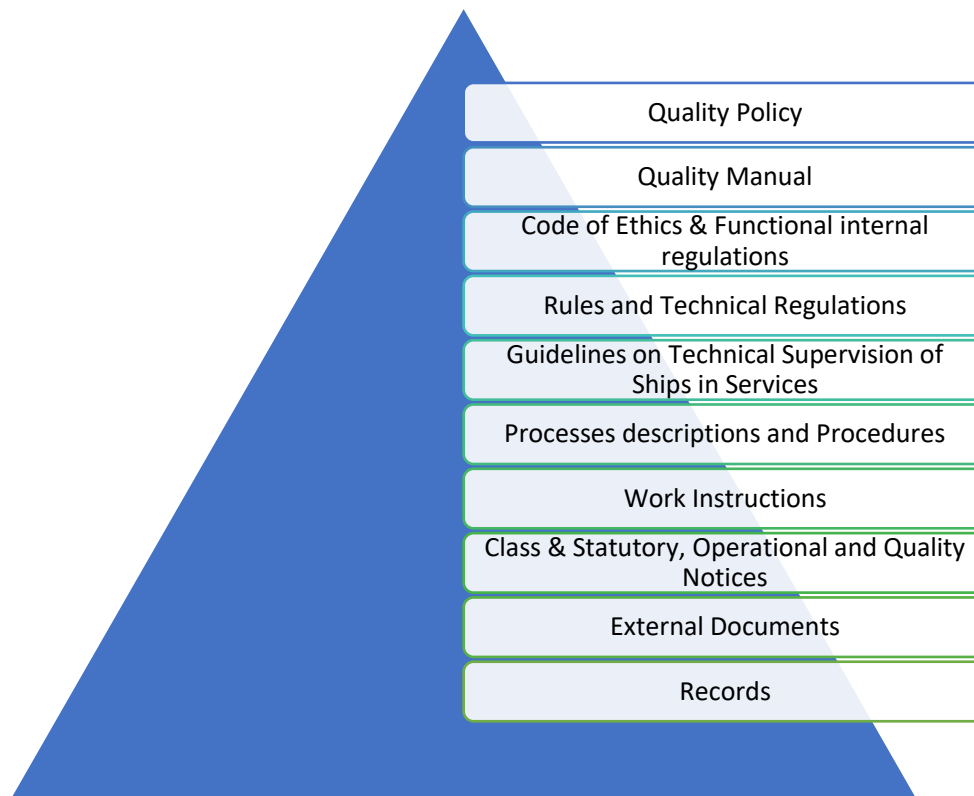 Quality Policy
Quality Manual
Code of Ethics & Functional internal
regulations
Rules and Technical Regulations
Guidelines on Technical Supervision of
Ships in Services
Processes descriptions and Procedures
Work Instructions
Class & Statutory, Operational and Quality
Notices
External Documents
Records